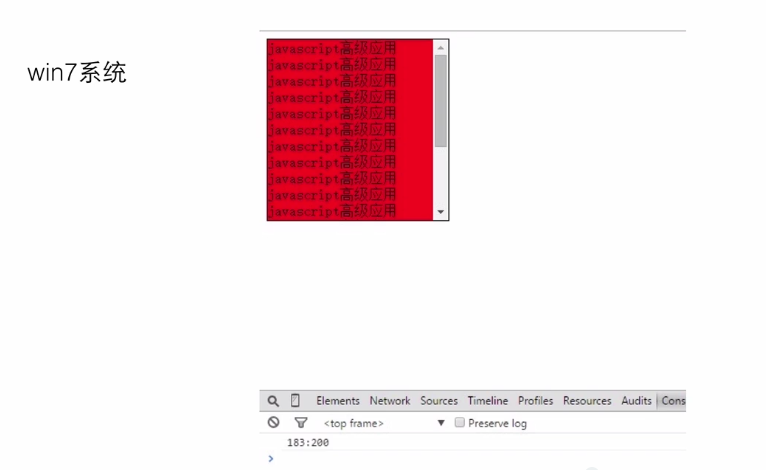 win7系统
javascript高级应用
javascript高级应用
javascript高级应用
javascript高级应用
javascript高级应用
javascript高级应用
javascript高级应用
javascript高级应用
javascript高级应用
javascript高级应用
javascript高级应用
Elements Network Sources Timeline Profiles Resources Audits Cons
<top frame> Preserve log
183:200